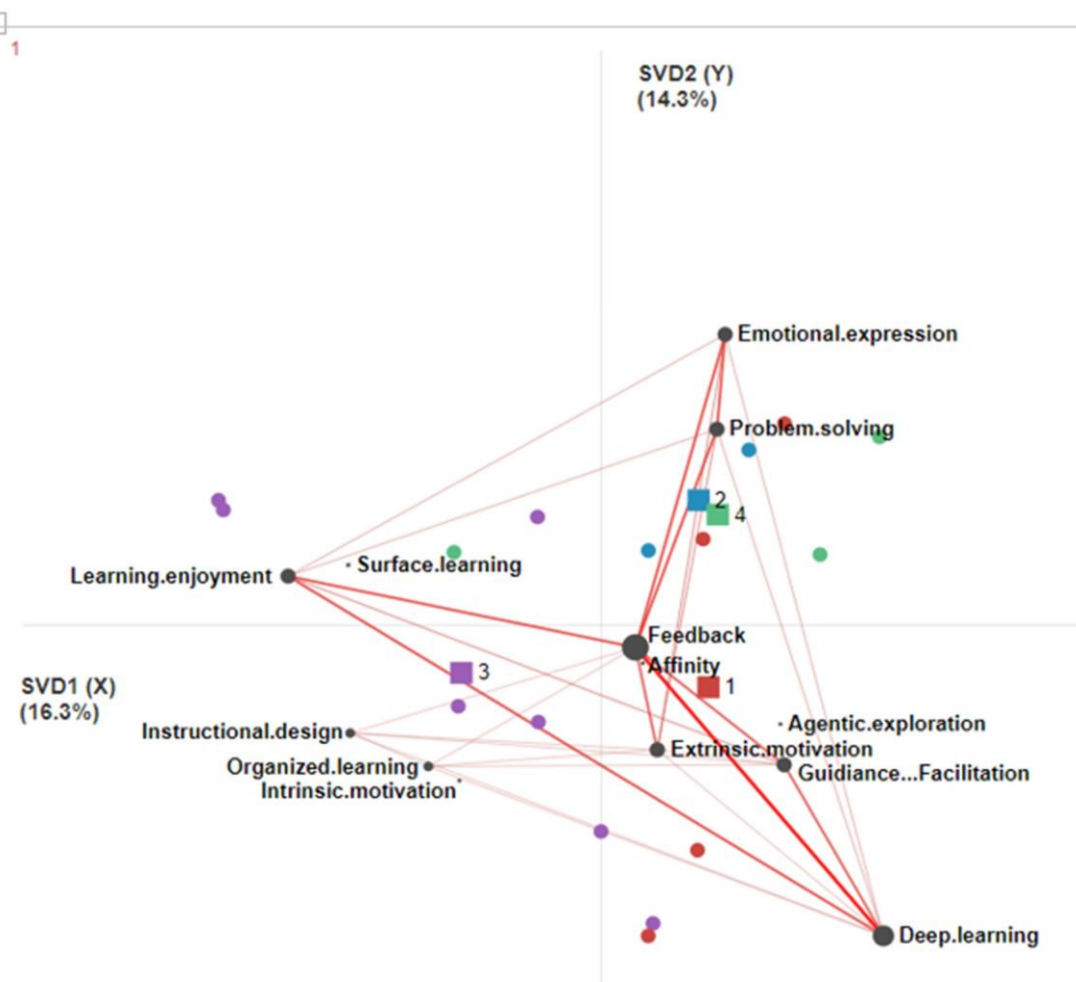 1
SVD2 (Y)
(14.3%)
Emotional.expression
Problem.solving
2
4
Surface.learning
Learning.enjoyment
Feedback
Affinity
3
1
SVD1 (X)
(16.3%)
Agentic.exploration
Instructional.design
Extrinsic.motivation
Organized.learning
Guidiance...Facilitation
Intrinsic.motivation
Deep.learning